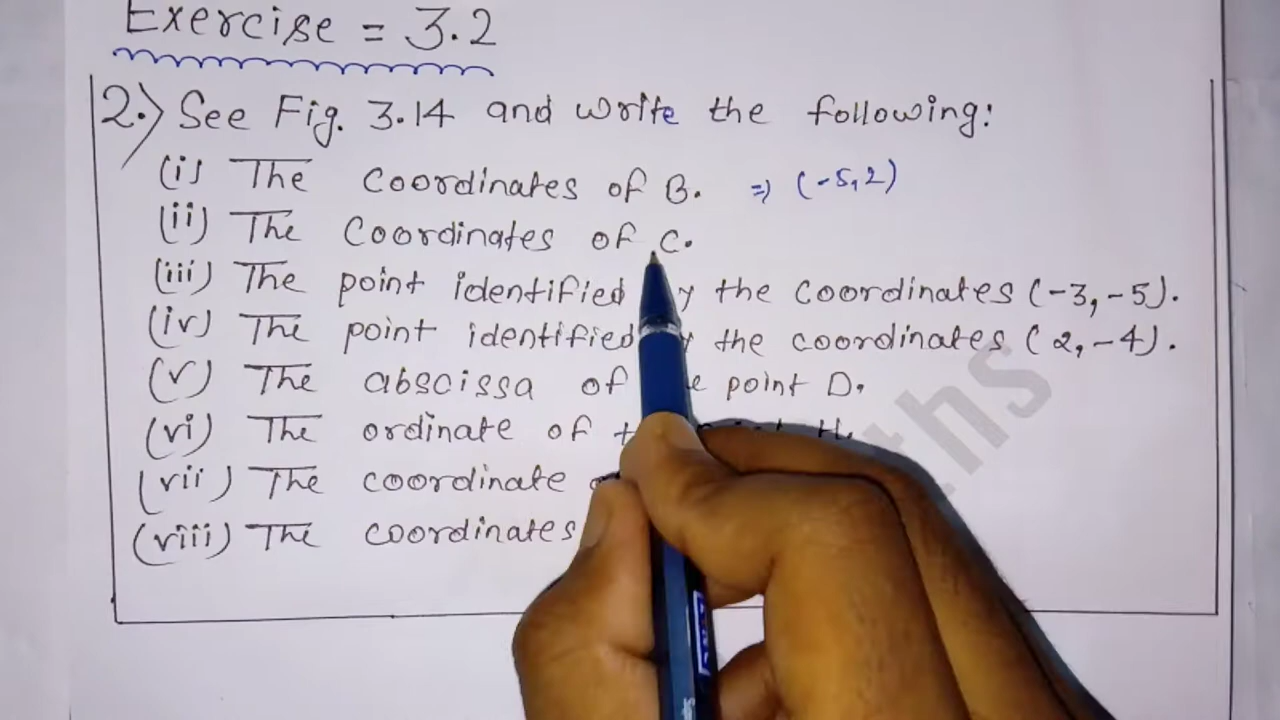 Exercise = 3.2
2.) See Fig. 3.14 and write the following:
(i) The coordinates of B. => (-5, 2)
(ii) The coordinates of C.
(iii) The point identified y the coordinates (-3, -5).
(iv) The point identified the coordinates (2, -4).
(v) The abscissa of point D.
(vi) The ordinate of H.
(vii) The coordinate
(viii) The coordinates